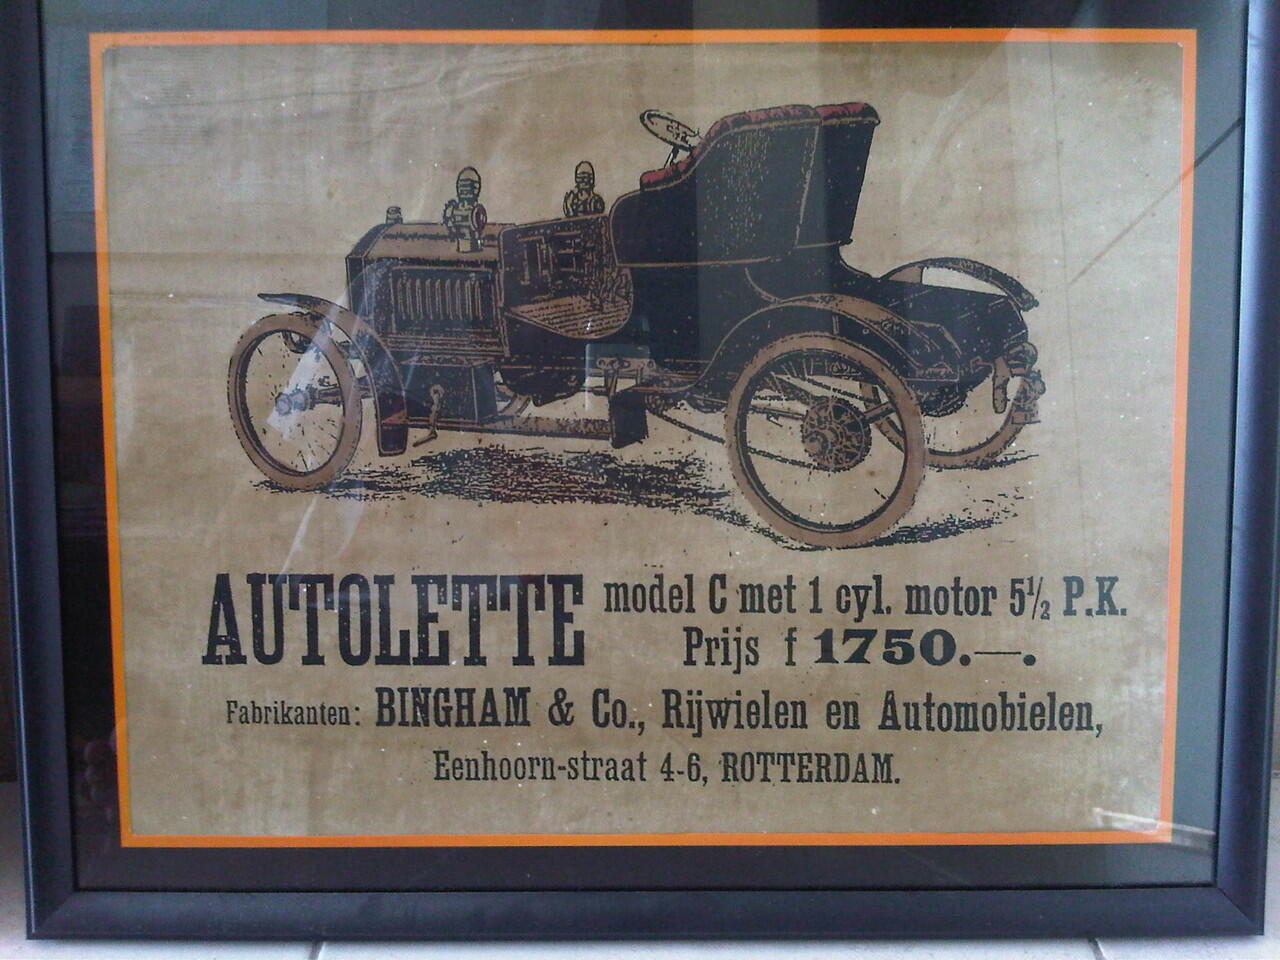 AUTOLETTE model C met 1 cyl. motor 5½ P.K.
Prijs f 1750.—.
Fabrikanten: BINGHAM & Co., Rijwielen en Automobielen,
Eenhoorn-straat 4-6, ROTTERDAM.